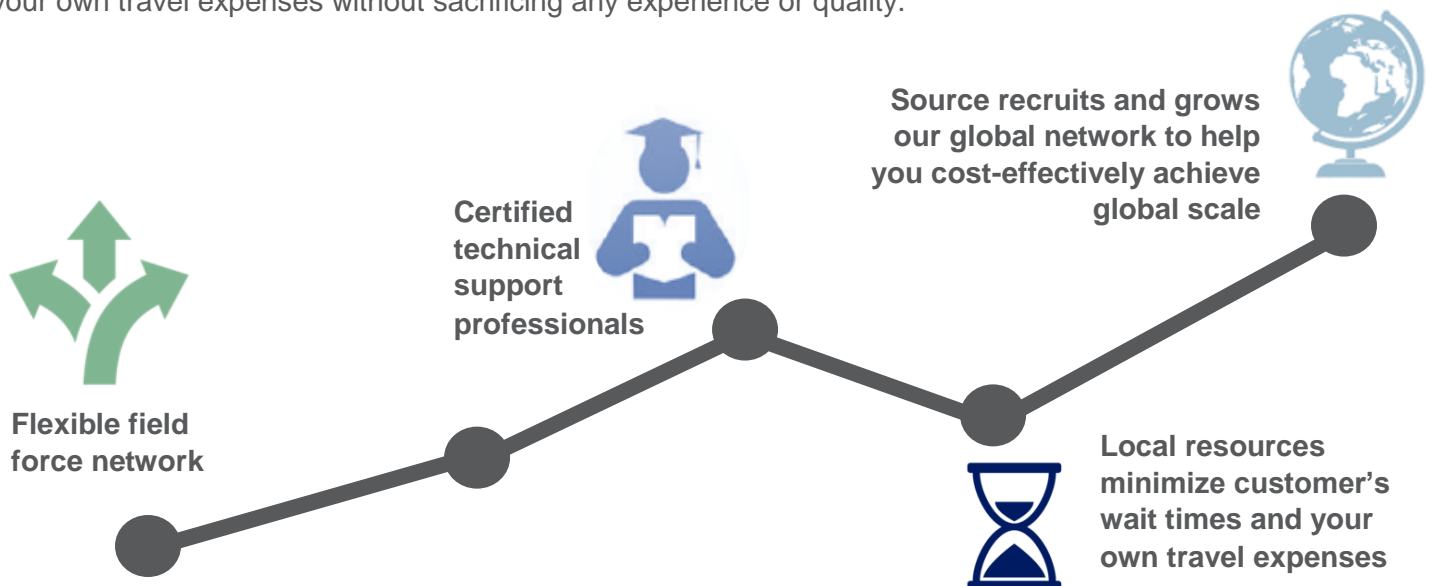 your own travel expenses without sacrificing any experience or quality.
Source recruits and grows
our global network to help
you cost-effectively achieve
global scale
Certified
technical
support
professionals
Flexible field
force network
Local resources
minimize customer’s
wait times and your
own travel expenses